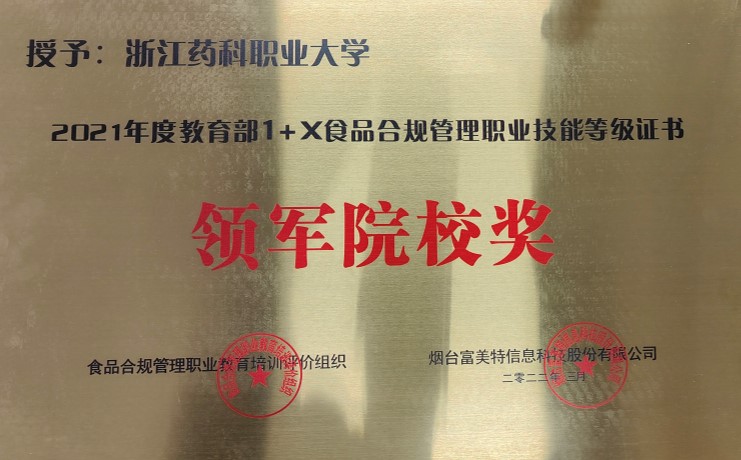 授予：浙江药科职业大学
2021年度教育部1+X食品合规管理职业技能等级证书
领军院校奖
食品合规管理职业教育培训评价组织
烟台富美特信息科技股份有限公司
二零二二年三月